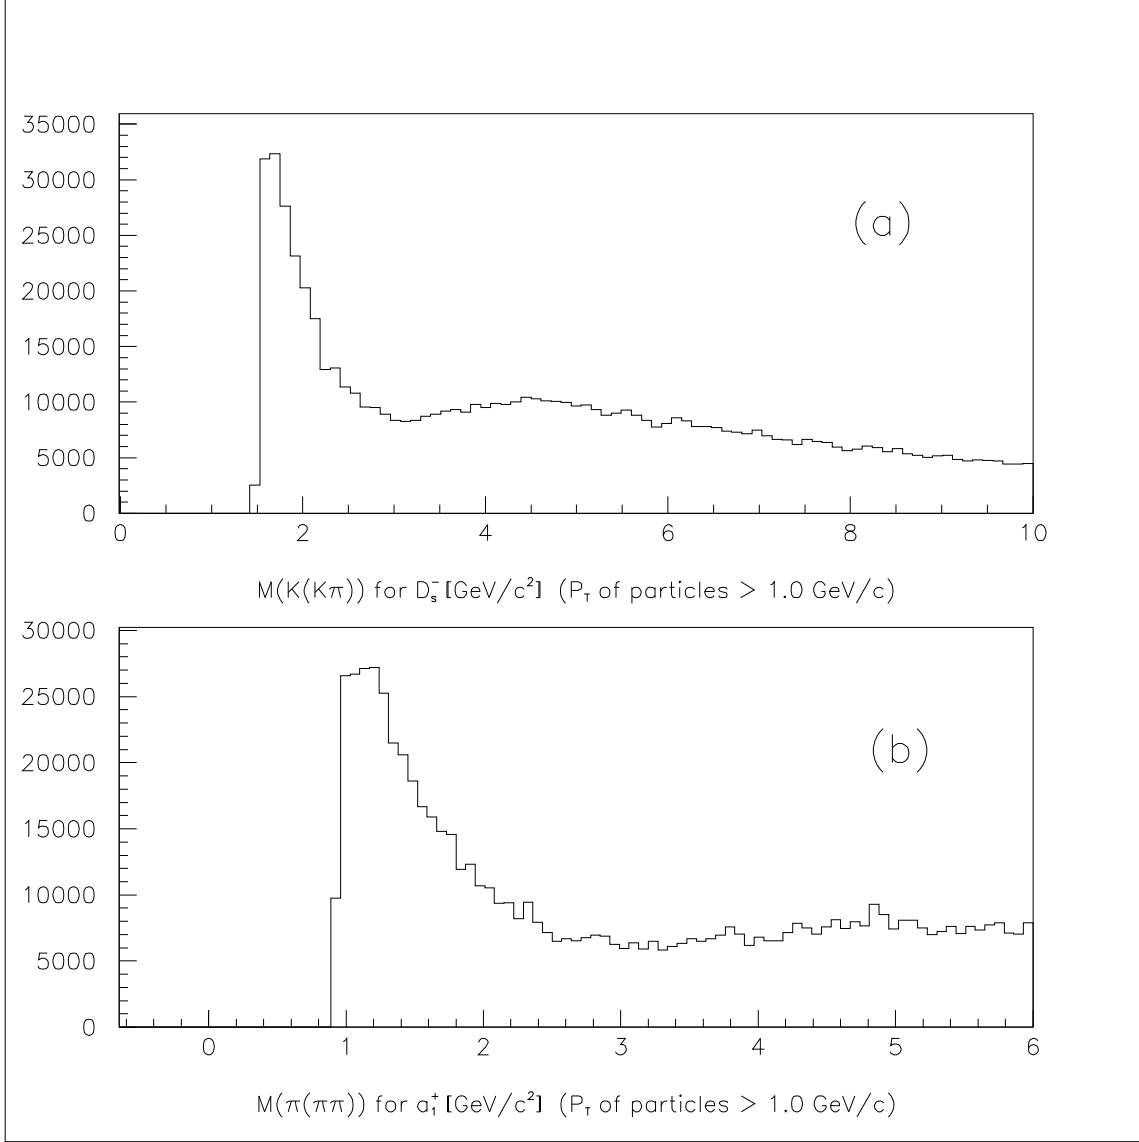 35000
30000
25000
20000
15000
10000
5000
0
(a)
0 2 4 6 8 10
M(K(Kπ)) for Dₛ⁻ [GeV/c²] (P_T of particles > 1.0 GeV/c)
30000
25000
20000
15000
10000
5000
0
(b)
0 1 2 3 4 5 6
M(π(ππ)) for a₁⁺ [GeV/c²] (P_T of particles > 1.0 GeV/c)